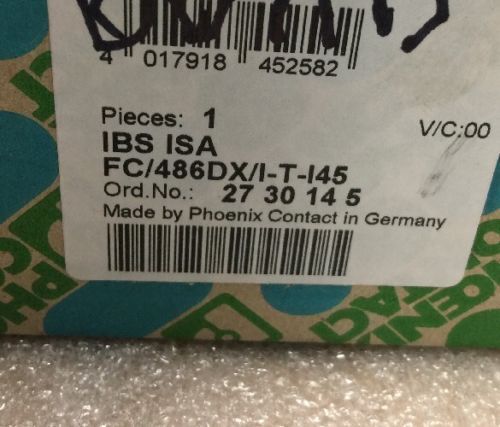 4 017918 452582
Pieces: 1
V/C:00
IBS ISA
FC/486DX/I-T-I45
Ord.No.: 27 30 14 5
Made by Phoenix Contact in Germany